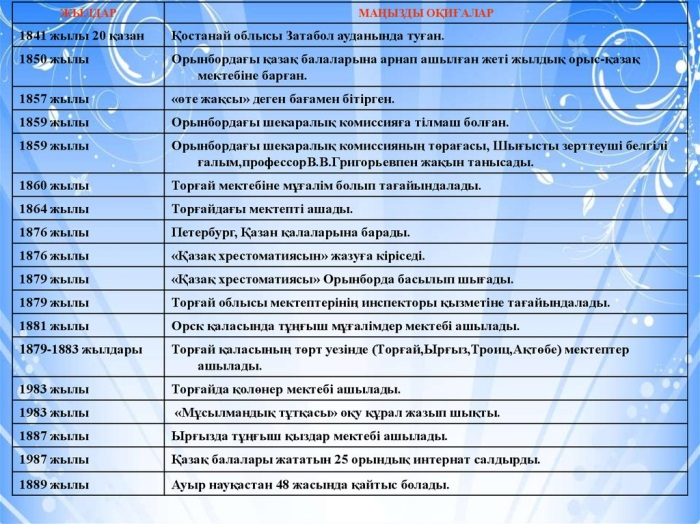 ЖЫЛДАР МАҢЫЗДЫ ОҚИҒАЛАР
1841 жылы 20 қазан Қостанай облысы Затабол ауданында туған.
1850 жылы Орынбордағы қазақ балаларына арнап ашылған жеті жылдық орыс-қазақ
мектебіне барған.
1857 жылы «өте жақсы» деген бағамен бітірген.
1859 жылы Орынбордағы шекаралық комиссияға тілмаш болған.
1859 жылы Орынбордағы шекаралық комиссияның төрағасы, Шығысты зерттеуші белгілі
ғалым,профессорВ.В.Григорьевпен жақын танысады.
1860 жылы Торғай мектебіне мұғалім болып тағайындалады.
1864 жылы Торғайдағы мектепті ашады.
1876 жылы Петербург, Қазан қалаларына барады.
1876 жылы «Қазақ хрестоматиясын» жазуға кіріседі.
1879 жылы «Қазақ хрестоматиясы» Орынборда басылып шығады.
1879 жылы Торғай облысы мектептерінің инспекторы қызметіне тағайындалады.
1881 жылы Орск қаласында тұңғыш мұғалімдер мектебі ашылады.
1879-1883 жылдары Торғай қаласының төрт уезінде (Торғай,Ырғыз,Троиц,Ақтөбе) мектептер
ашылады.
1983 жылы Торғайда қолөнер мектебі ашылады.
1983 жылы «Мұсылмандық тұтқасы» оқу құрал жазып шықты.
1887 жылы Ырғызда тұңғыш қыздар мектебі ашылады.
1987 жылы Қазақ балалары жататын 25 орындық интернат салдырды.
1889 жылы Ауыр науқастан 48 жасында қайтыс болады.